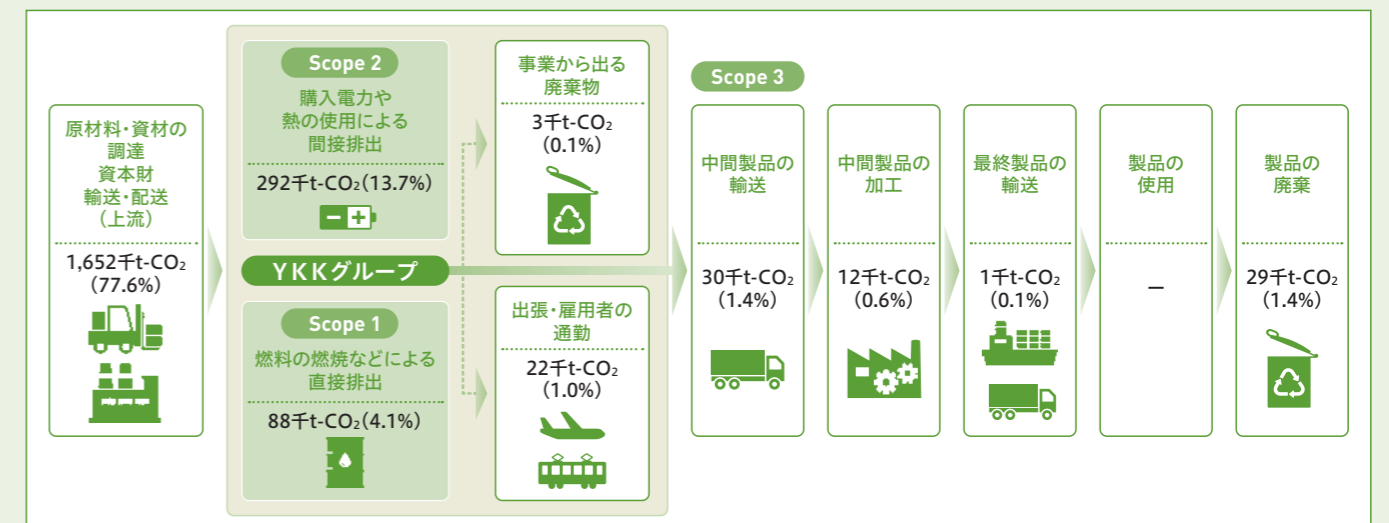 原材料・資材の
調達
資本財
輸送・配送
（上流）
1,652千t-CO₂
（77.6%）
Scope 2
購入電力や
熱の使用による
間接排出
292千t-CO₂(13.7%)
YKKグループ
Scope 1
燃料の燃焼などによる
直接排出
88千t-CO₂(4.1%)
事業から出る
廃棄物
3千t-CO₂
（0.1%）
出張・雇用者の
通勤
22千t-CO₂
（1.0%）
Scope 3
中間製品の
輸送
30千t-CO₂
（1.4%）
中間製品の
加工
12千t-CO₂
（0.6%）
最終製品の
輸送
1千t-CO₂
（0.1%）
製品の
使用
－
製品の
廃棄
29千t-CO₂
（1.4%）